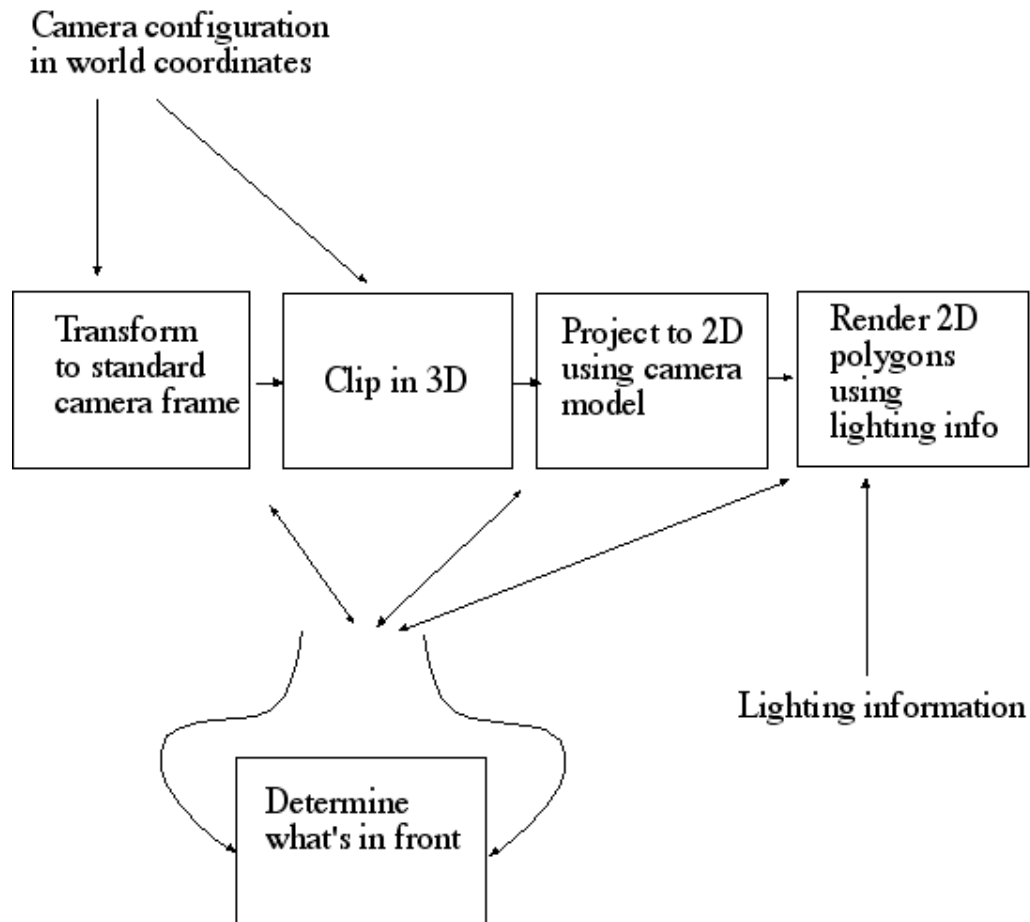 Camera configuration
in world coordinates
Transform
to standard
camera frame
Clip in 3D
Project to 2D
using camera
model
Render 2D
polygons
using
lighting info
Lighting information
Determine
what's in front